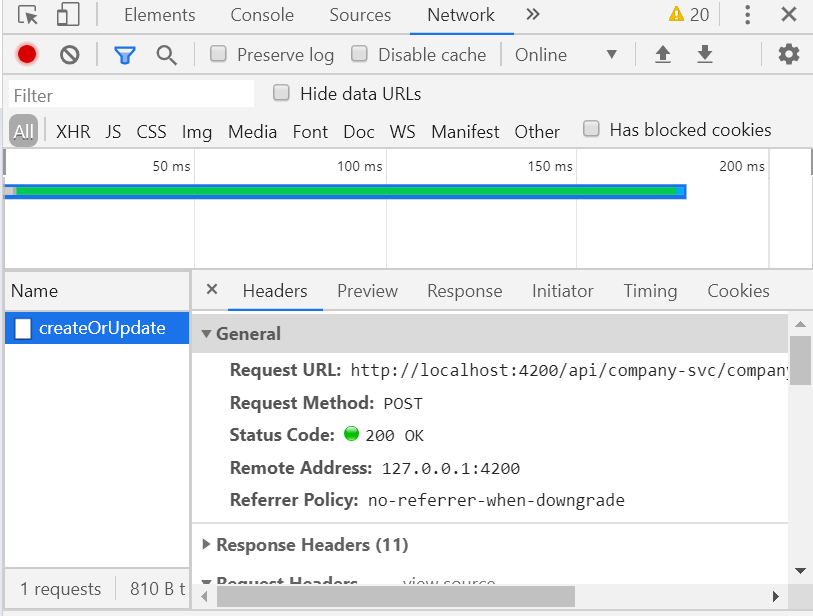 Elements Console Sources Network » 20
Preserve log Disable cache Online
Filter Hide data URLs
All XHR JS CSS Img Media Font Doc WS Manifest Other Has blocked cookies
50 ms 100 ms 150 ms 200 ms
Name × Headers Preview Response Initiator Timing Cookies
createOrUpdate
General
Request URL: http://localhost:4200/api/company-svc/company
Request Method: POST
Status Code: 200 OK
Remote Address: 127.0.0.1:4200
Referrer Policy: no-referrer-when-downgrade
Response Headers (11)
Request Headers view source
1 requests 810 B t